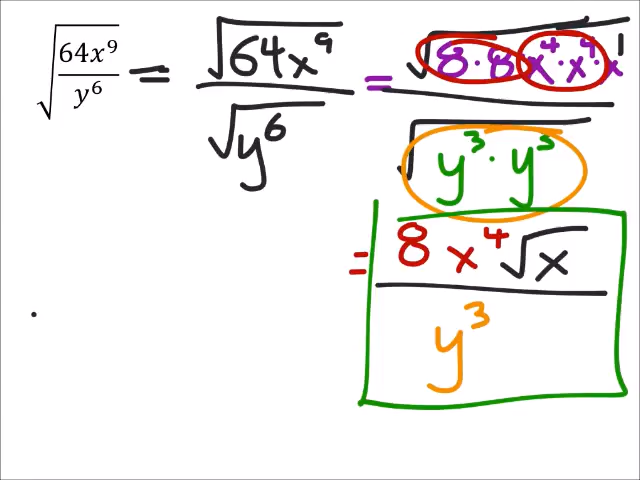 √(64x⁹/y⁶) = √(64x⁹)/√(y⁶) = √(8·8·x⁴·x⁴·x¹)/√(y³·y³)
= 8x⁴√x/y³